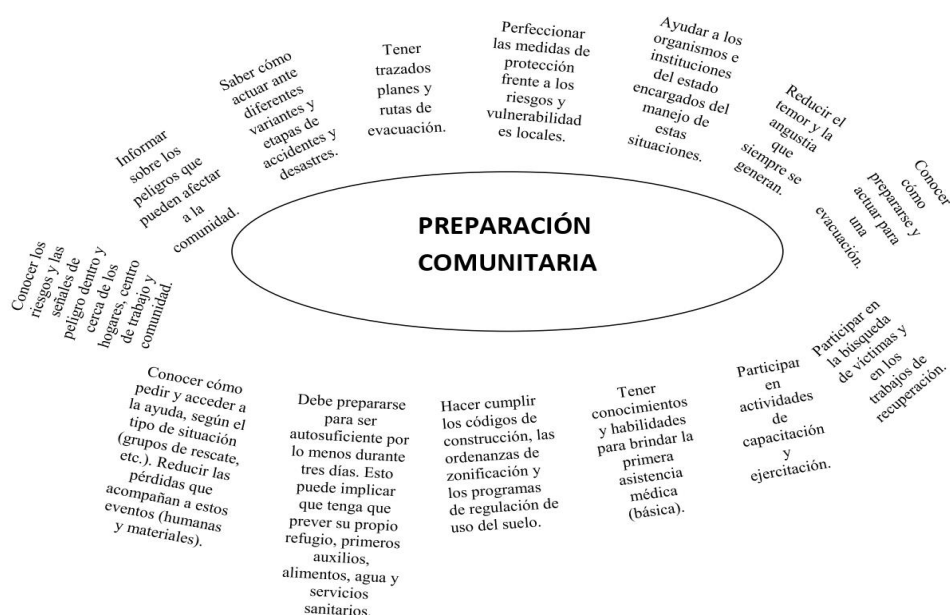 PREPARACIÓN
COMUNITARIA
Conocer los
riesgos y las
señales de
peligro dentro y
cerca de los
hogares, centro
de trabajo y
comunidad.
Informar
sobre los
peligros que
pueden afectar
a la
comunidad.
Saber cómo
actuar ante
diferentes
variantes y
etapas de
accidentes y
desastres.
Tener
trazados
planes y
rutas de
evacuación.
Perfeccionar
las medidas de
protección
frente a los
riesgos y
vulnerabilidad
es locales.
Ayudar a los
organismos e
instituciones
del estado
encargados del
manejo de
estas
situaciones.
Reducir el
temor y la
angustia
que
siempre se
generan.
Conocer
cómo
prepararse y
actuar para
una
evacuación.
Participar en
la búsqueda
de víctimas y
en los
trabajos de
recuperación.
Participar
en
actividades
de
capacitación
y
ejercitación.
Tener
conocimientos
y habilidades
para brindar la
primera
asistencia
médica
(básica).
Hacer cumplir
los códigos de
construcción, las
ordenanzas de
zonificación y
los programas
de regulación de
uso del suelo.
Debe prepararse
para ser
autosuficiente por
lo menos durante
tres días. Esto
puede implicar
que tenga que
prever su propio
refugio, primeros
auxilios,
alimentos, agua y
servicios
sanitarios.
Conocer cómo
pedir y acceder a
la ayuda, según el
tipo de situación
(grupos de rescate,
etc.). Reducir las
pérdidas que
acompañan a estos
eventos (humanas
y materiales).